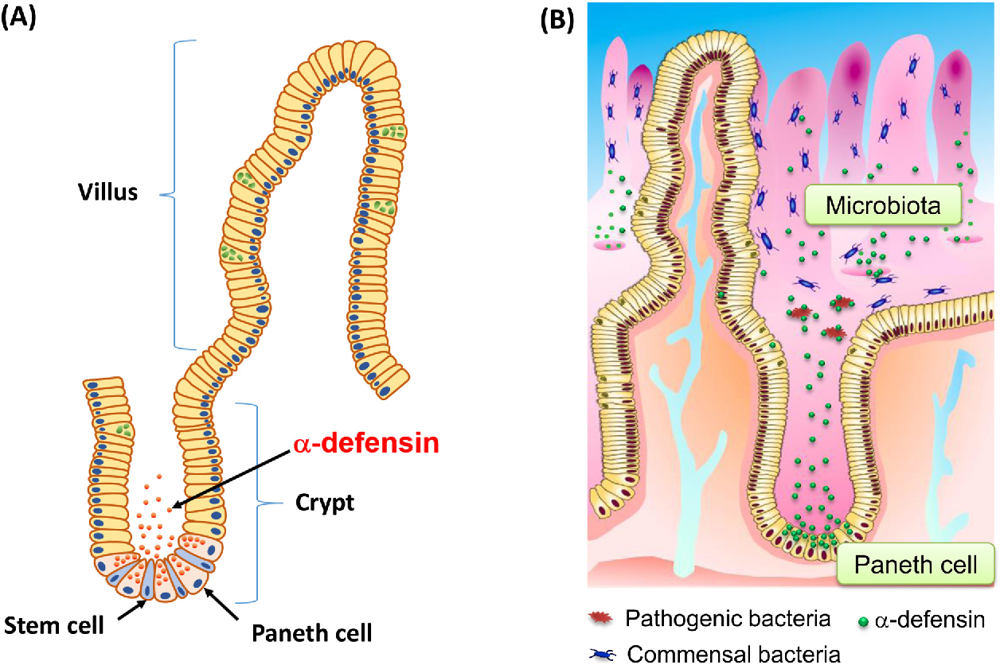 (A)
Villus
α-defensin
Crypt
Stem cell
Paneth cell
(B)
Microbiota
Paneth cell
Pathogenic bacteria
α-defensin
Commensal bacteria